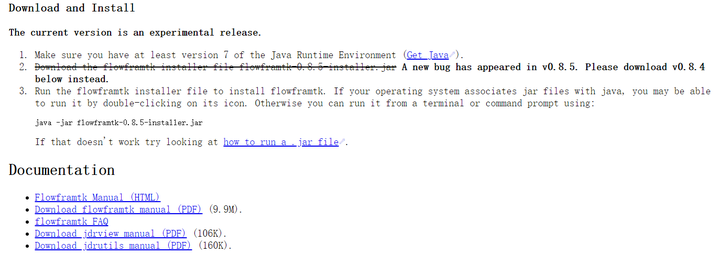 Download and Install
The current version is an experimental release.
1. Make sure you have at least version 7 of the Java Runtime Environment (Get Java).
2. Download the flowframtk installer file flowframtk-0.8.5-installer.jar A new bug has appeared in v0.8.5. Please download v0.8.4
below instead.
3. Run the flowframtk installer file to install flowframtk. If your operating system associates jar files with java, you may be able
to run it by double-clicking on its icon. Otherwise you can run it from a terminal or command prompt using:
java -jar flowframtk-0.8.5-installer.jar
If that doesn't work try looking at how to run a .jar file.
Documentation
• Flowframtk Manual (HTML)
• Download flowframtk manual (PDF) (9.9M).
• flowframtk FAQ
• Download jdrview manual (PDF) (106K).
• Download jdrutils manual (PDF) (160K).